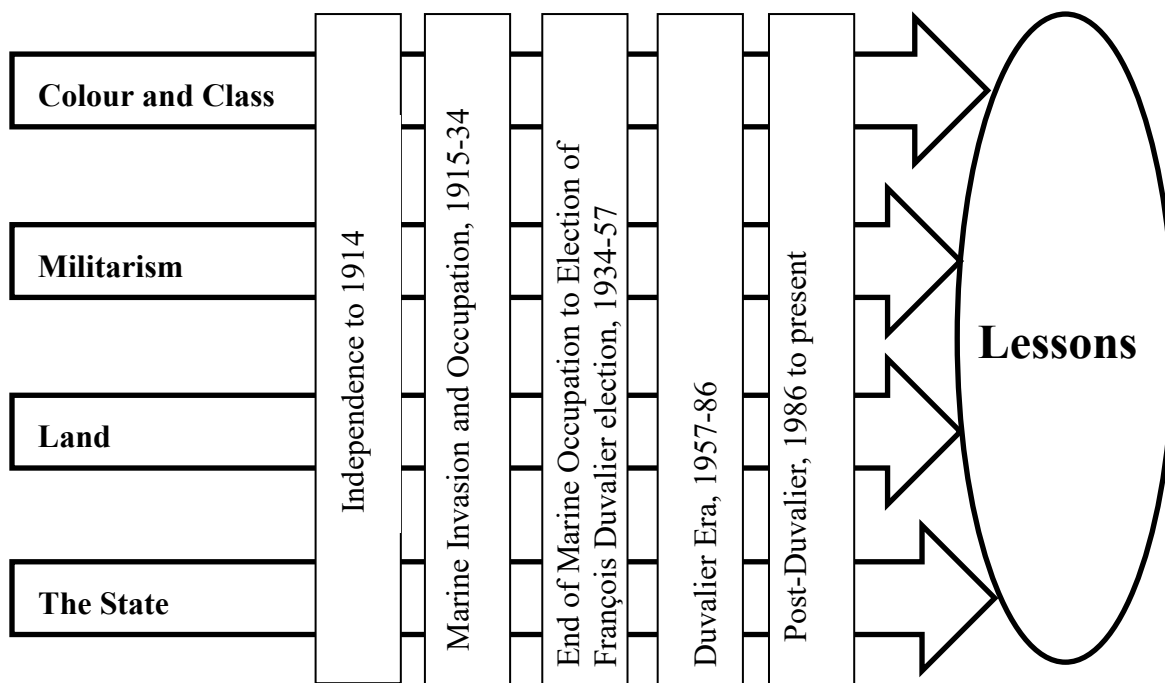 Colour and Class
Militarism
Land
The State
Independence to 1914
Marine Invasion and Occupation, 1915-34
End of Marine Occupation to Election of
François Duvalier election, 1934-57
Duvalier Era, 1957-86
Post-Duvalier, 1986 to present
Lessons